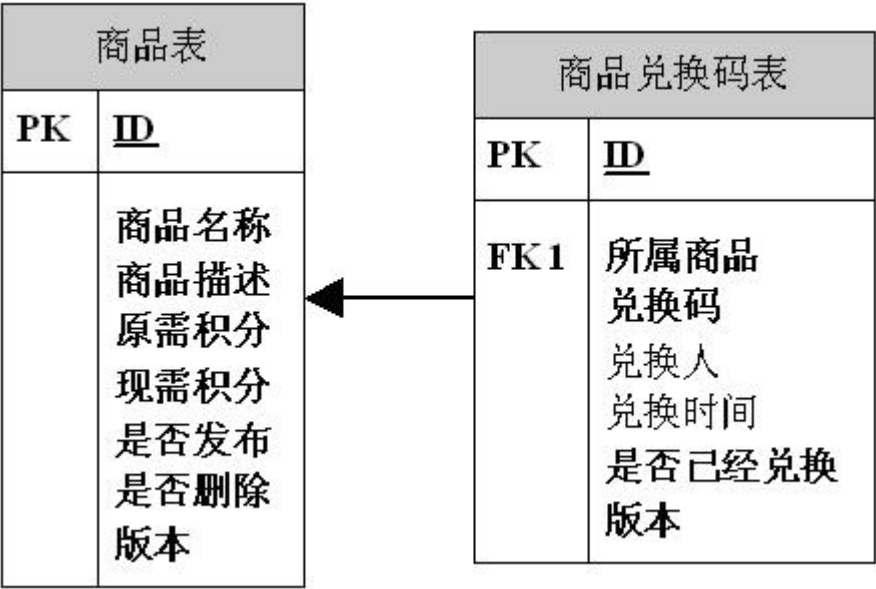 商品表
PK ID
商品名称
商品描述
原需积分
现需积分
是否发布
是否删除
版本
商品兑换码表
PK ID
FK1 所属商品
兑换码
兑换人
兑换时间
是否已经兑换
版本